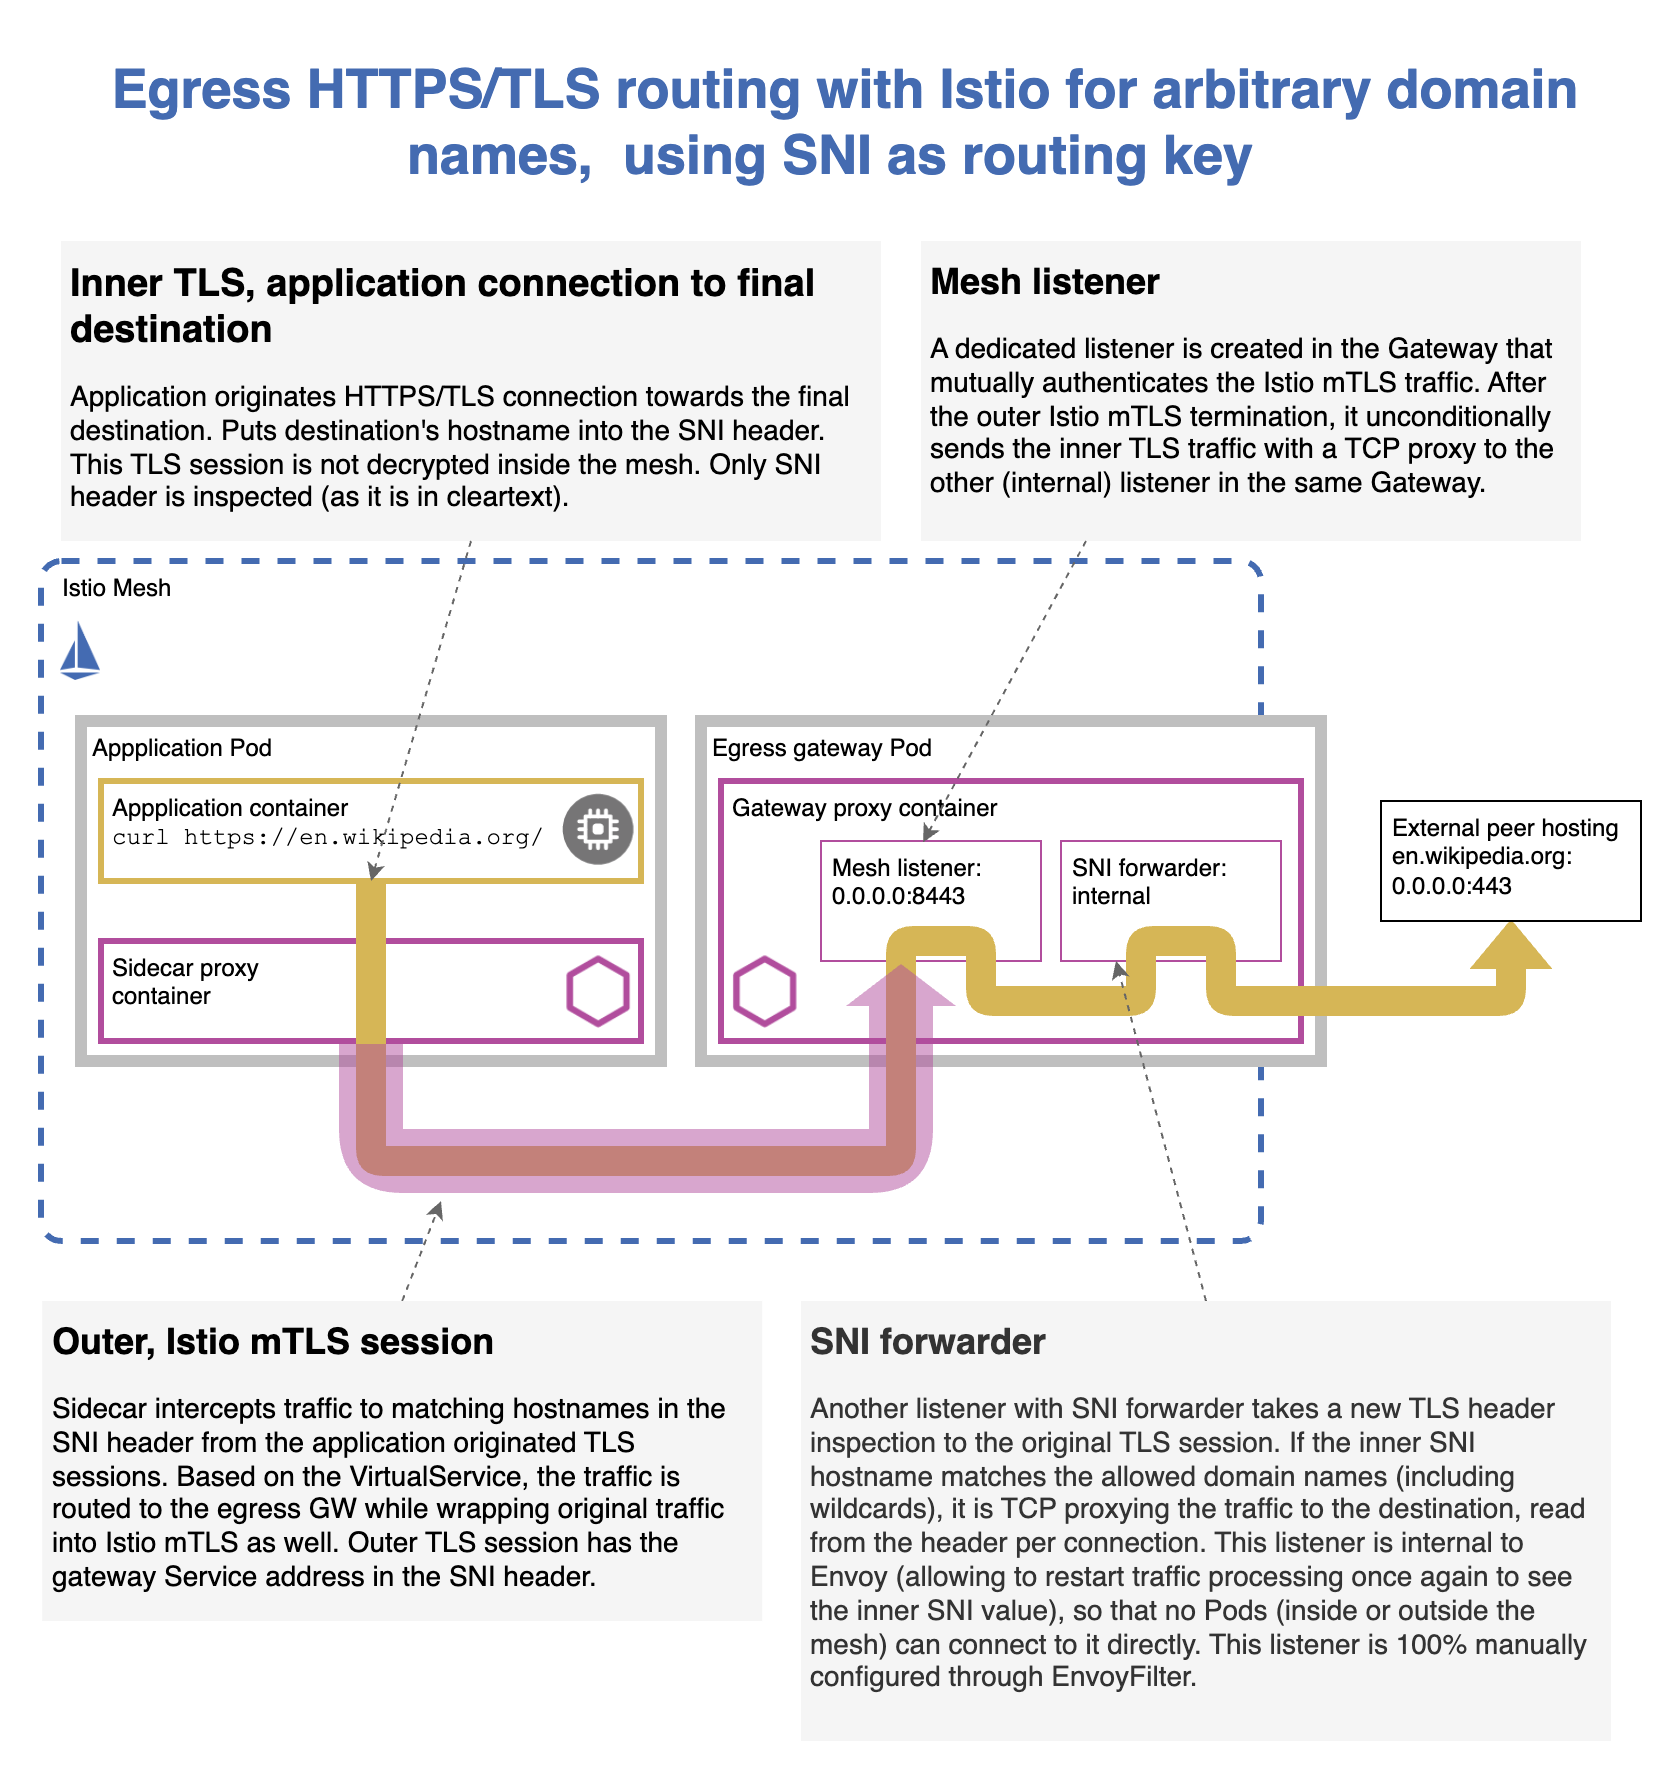 Egress HTTPS/TLS routing with Istio for arbitrary domain
names,  using SNI as routing key
Inner TLS, application connection to final
destination
Application originates HTTPS/TLS connection towards the final
destination. Puts destination's hostname into the SNI header.
This TLS session is not decrypted inside the mesh. Only SNI
header is inspected (as it is in cleartext).
Mesh listener
A dedicated listener is created in the Gateway that
mutually authenticates the Istio mTLS traffic. After
the outer Istio mTLS termination, it unconditionally
sends the inner TLS traffic with a TCP proxy to the
other (internal) listener in the same Gateway.
Istio Mesh
Appplication Pod
Appplication container
curl https://en.wikipedia.org/
Sidecar proxy
container
Egress gateway Pod
Gateway proxy container
Mesh listener:
0.0.0.0:8443
SNI forwarder:
internal
External peer hosting
en.wikipedia.org:
0.0.0.0:443
Outer, Istio mTLS session
Sidecar intercepts traffic to matching hostnames in the
SNI header from the application originated TLS
sessions. Based on the VirtualService, the traffic is
routed to the egress GW while wrapping original traffic
into Istio mTLS as well. Outer TLS session has the
gateway Service address in the SNI header.
SNI forwarder
Another listener with SNI forwarder takes a new TLS header
inspection to the original TLS session. If the inner SNI
hostname matches the allowed domain names (including
wildcards), it is TCP proxying the traffic to the destination, read
from the header per connection. This listener is internal to
Envoy (allowing to restart traffic processing once again to see
the inner SNI value), so that no Pods (inside or outside the
mesh) can connect to it directly. This listener is 100% manually
configured through EnvoyFilter.